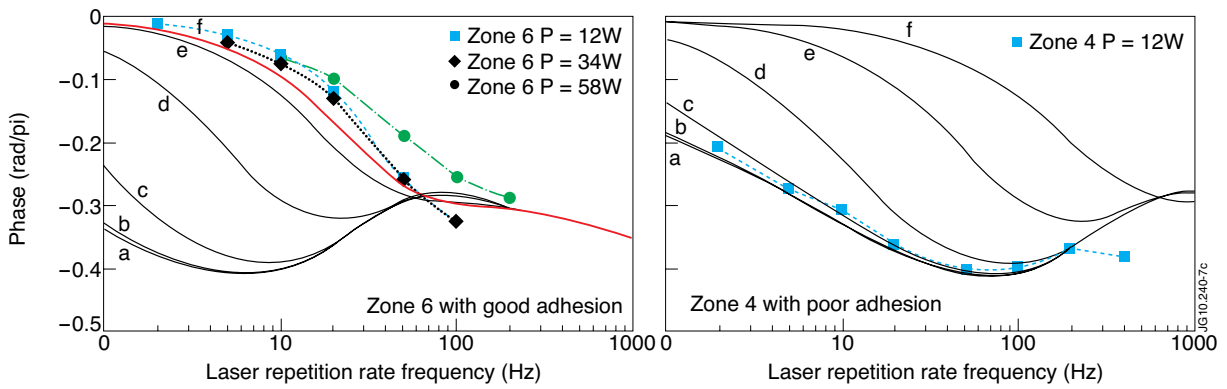 0
−0.1
−0.2
−0.3
−0.4
−0.5
Phase (rad/pi)
f
e
d
c
b
a
Zone 6 P = 12W
Zone 6 P = 34W
Zone 6 P = 58W
Zone 6 with good adhesion
0
10
100
1000
Laser repetition rate frequency (Hz)
f
e
d
c
b
a
Zone 4 P = 12W
Zone 4 with poor adhesion
0
10
100
1000
Laser repetition rate frequency (Hz)
JG10.240-7c